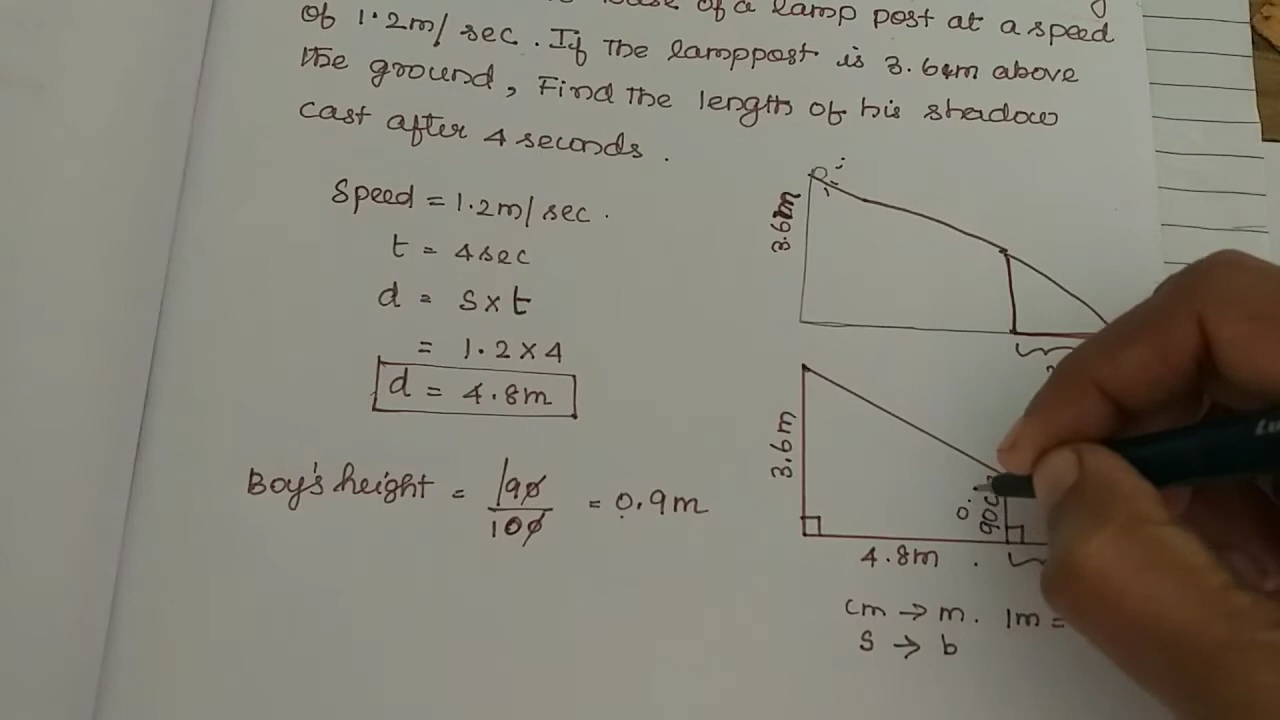 of a lamp post at a speed
of 1.2m/sec. If the lamppost is 3.6m above
the ground, Find the length of his shadow
cast after 4 seconds.
Speed = 1.2m/sec.
t = 4sec
d = s×t
= 1.2×4
d = 4.8m
Boy's height = 90/100 = 0.9m
3.6m
3.6m
4.8m
90c
0.
cm → m. 1m =
s → b